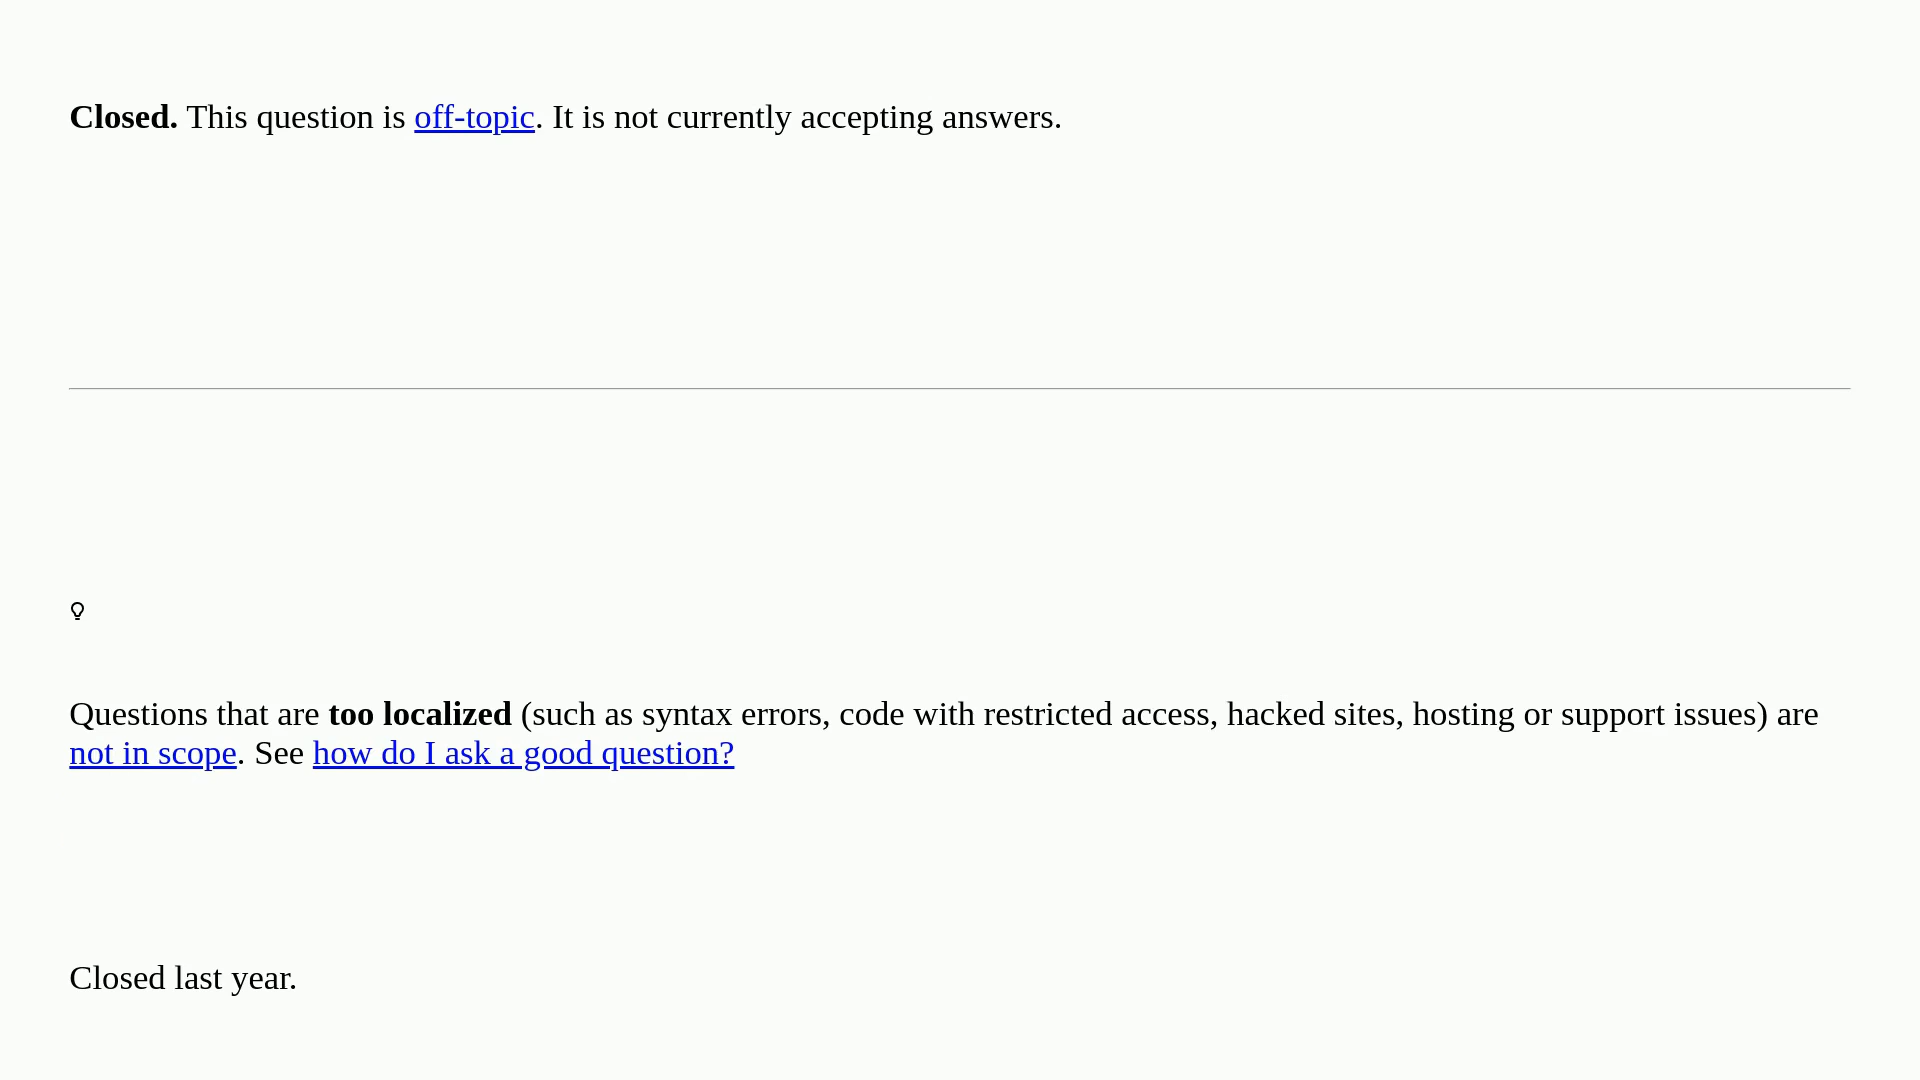 Closed. This question is off-topic. It is not currently accepting answers.
Questions that are too localized (such as syntax errors, code with restricted access, hacked sites, hosting or support issues) are
not in scope. See how do I ask a good question?
Closed last year.